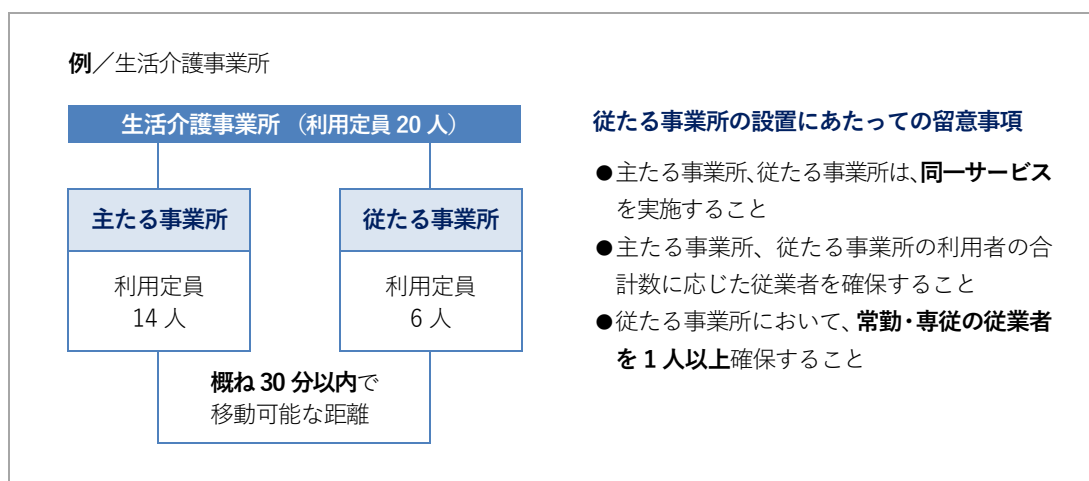 例／生活介護事業所
生活介護事業所 （利用定員 20 人）
主たる事業所
利用定員
14 人
従たる事業所
利用定員
6 人
概ね 30 分以内で
移動可能な距離
従たる事業所の設置にあたっての留意事項
●主たる事業所、従たる事業所は、同一サービス
を実施すること
●主たる事業所、従たる事業所の利用者の合
計数に応じた従業者を確保すること
●従たる事業所において、常勤・専従の従業者
を 1 人以上確保すること